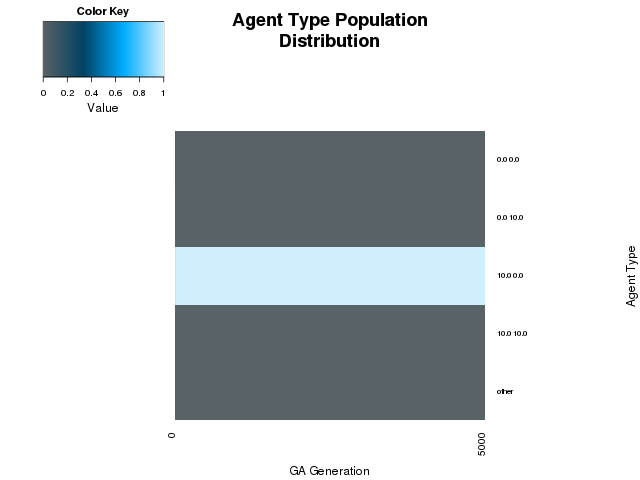 Color Key
0 0.2 0.4 0.6 0.8 1
Value
Agent Type Population
Distribution
0.0 0.0
0.0 10.0
10.0 0.0
10.0 10.0
other
Agent Type
0 5000
GA Generation